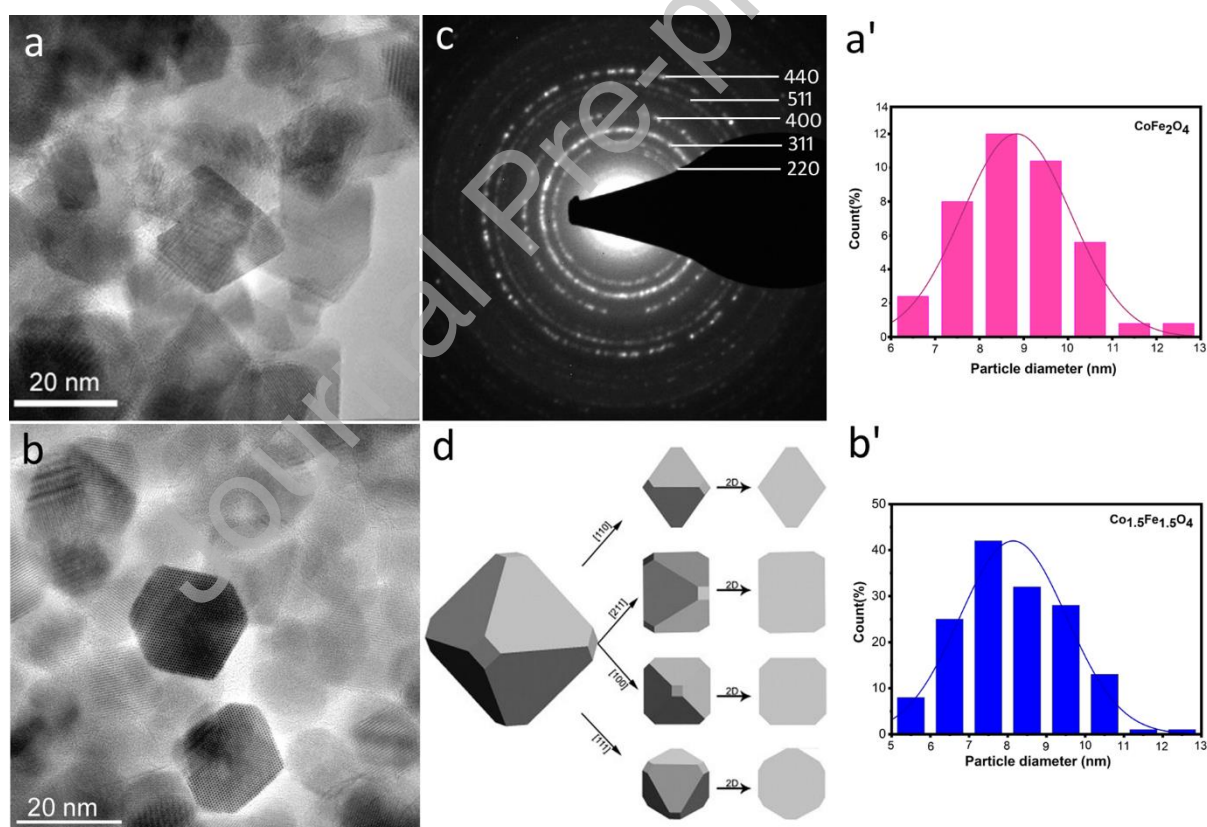 a
20 nm
c
440
511
400
311
220
a'
CoFe2O4
14
12
10
8
6
4
2
0
Count(%)
6 7 8 9 10 11 12 13
Particle diameter (nm)
b
20 nm
d
[110]
[211]
[100]
[111]
2D
2D
2D
2D
b'
Co1.5Fe1.5O4
50
40
30
20
10
0
Count(%)
5 6 7 8 9 10 11 12 13
Particle diameter (nm)
Journal Pre-p